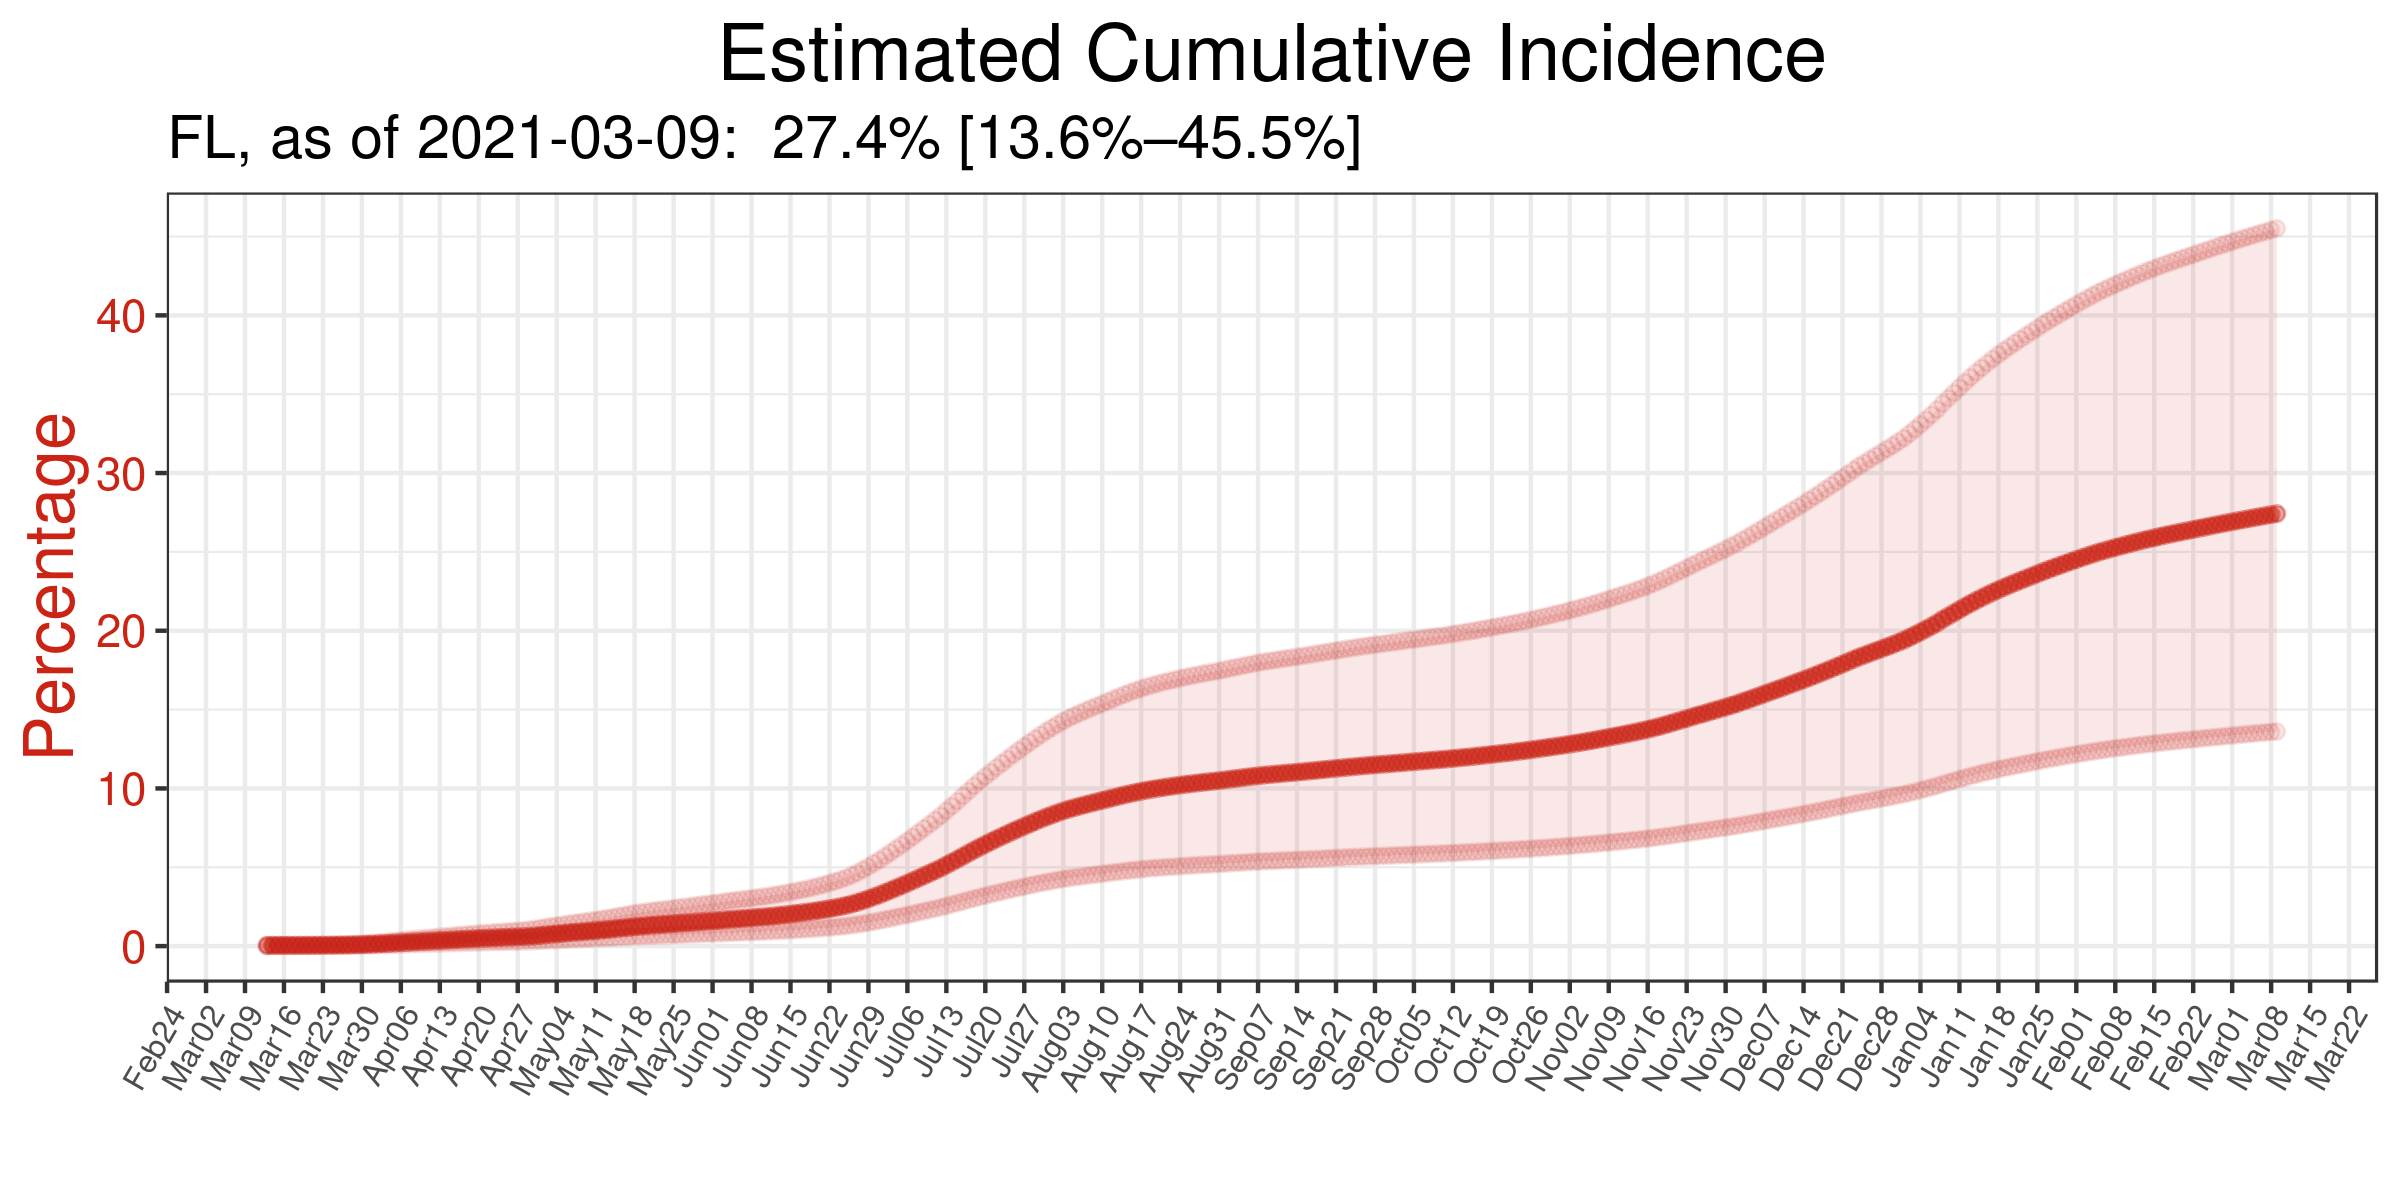 Estimated Cumulative Incidence
FL, as of 2021-03-09:  27.4% [13.6%–45.5%]
Percentage
40
30
20
10
0
Feb24 Mar02 Mar09 Mar16 Mar23 Mar30 Apr06 Apr13 Apr20 Apr27 May04 May11 May18 May25 Jun01 Jun08 Jun15 Jun22 Jun29 Jul06 Jul13 Jul20 Jul27 Aug03 Aug10 Aug17 Aug24 Aug31 Sep07 Sep14 Sep21 Sep28 Oct05 Oct12 Oct19 Oct26 Nov02 Nov09 Nov16 Nov23 Nov30 Dec07 Dec14 Dec21 Dec28 Jan04 Jan11 Jan18 Jan25 Feb01 Feb08 Feb15 Feb22 Mar01 Mar08 Mar15 Mar22